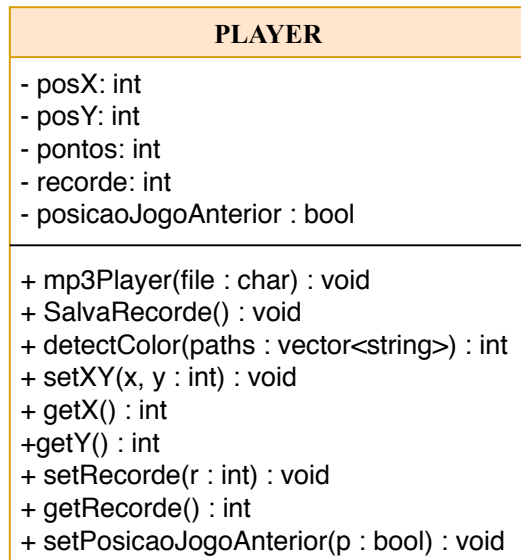 PLAYER
- posX: int
- posY: int
- pontos: int
- recorde: int
- posicaoJogoAnterior : bool
+ mp3Player(file : char) : void
+ SalvaRecorde() : void
+ detectColor(paths : vector<string>) : int
+ setXY(x, y : int) : void
+ getX() : int
+getY() : int
+ setRecorde(r : int) : void
+ getRecorde() : int
+ setPosicaoJogoAnterior(p : bool) : void